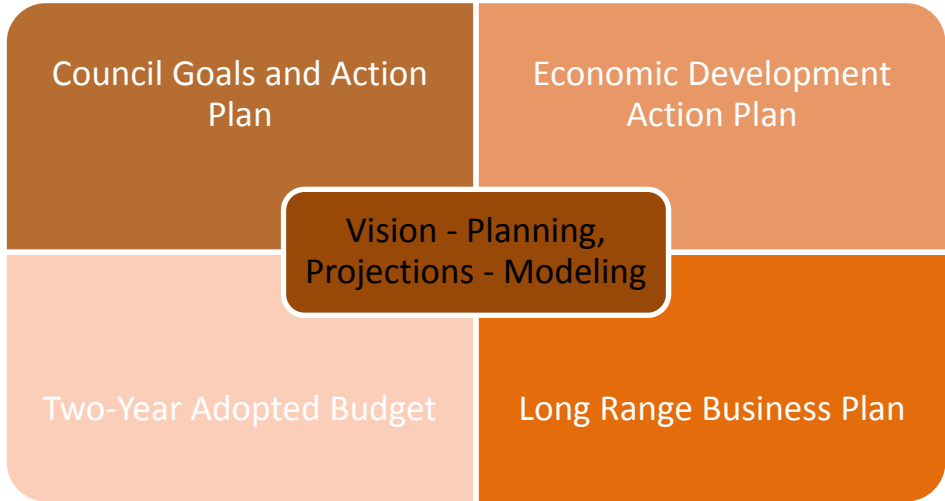 Council Goals and Action
Plan
Economic Development
Action Plan
Vision - Planning,
Projections - Modeling
Two-Year Adopted Budget
Long Range Business Plan